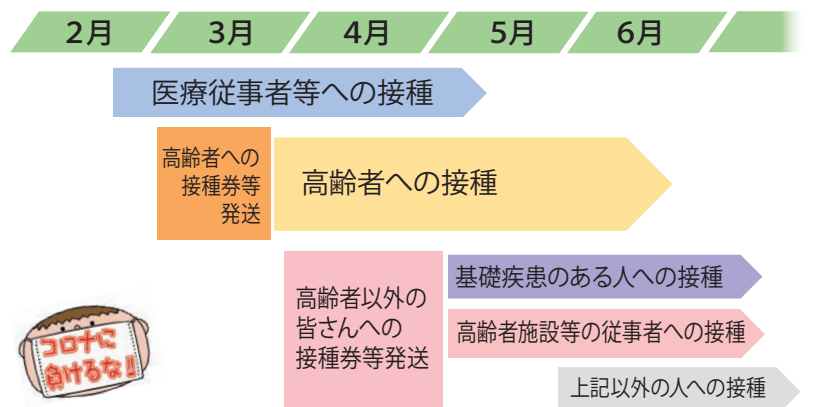 2月
3月
4月
5月
6月
医療従事者等への接種
高齢者への
接種券等
発送
高齢者への接種
高齢者以外の
皆さんへの
接種券等発送
基礎疾患のある人への接種
高齢者施設等の従事者への接種
上記以外の人への接種
コロナに
負けるな!!